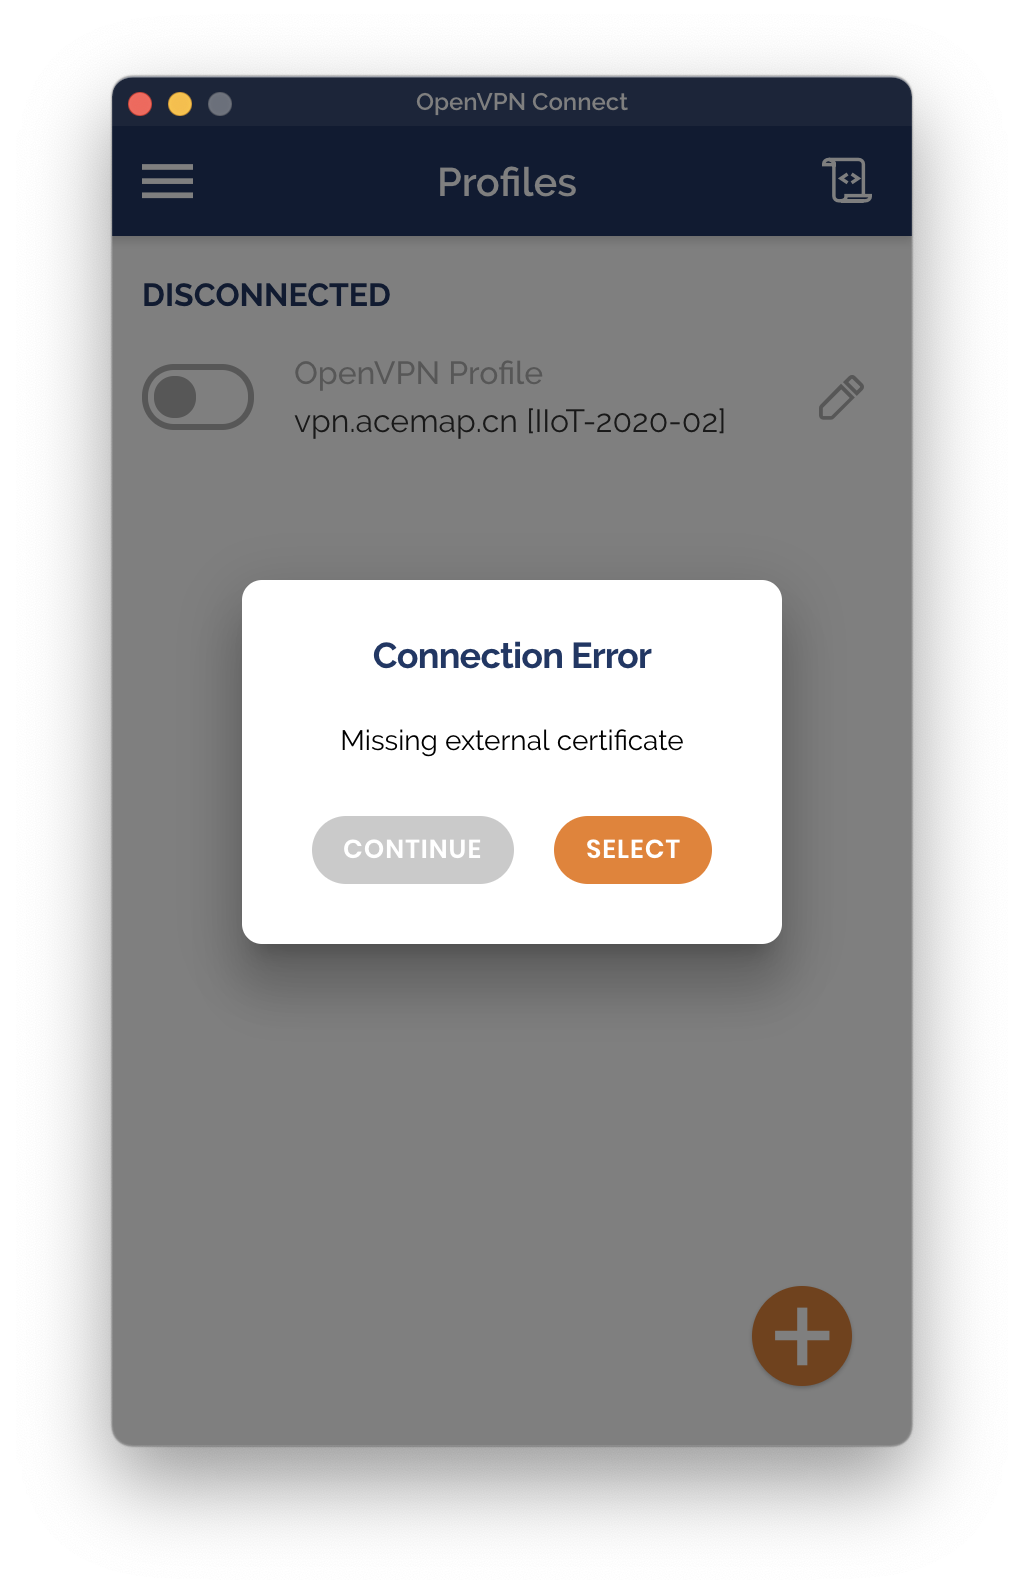 OpenVPN Connect
Profiles
DISCONNECTED
OpenVPN Profile
vpn.acemap.cn [IIoT-2020-02]
Connection Error
Missing external certificate
CONTINUE
SELECT